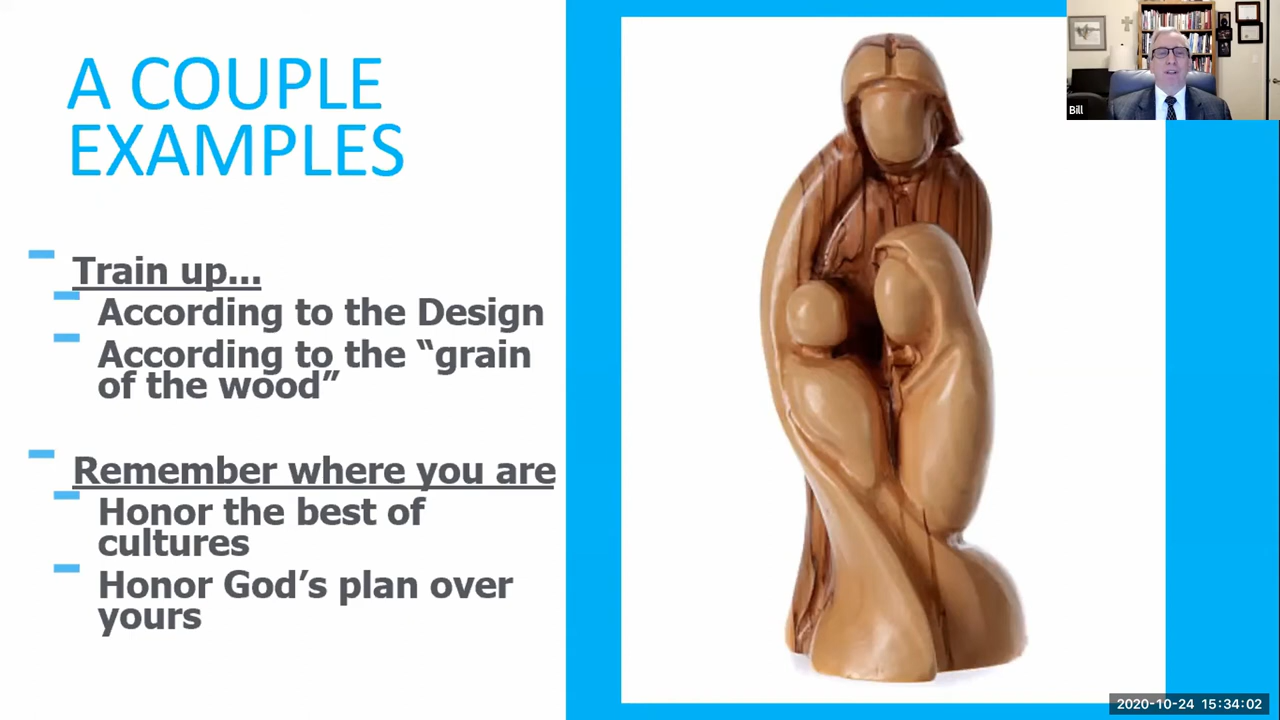 A COUPLE
EXAMPLES
Train up...
According to the Design
According to the “grain
of the wood”
Remember where you are
Honor the best of
cultures
Honor God’s plan over
yours
Bill
2020-10-24 15:34:02